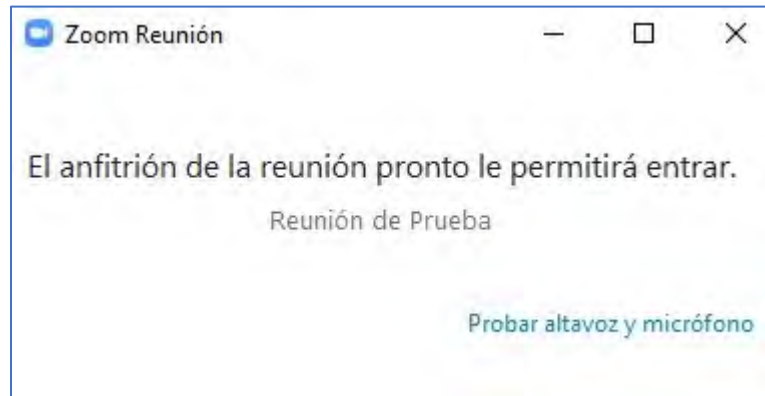 Zoom Reunión
El anfitrión de la reunión pronto le permitirá entrar.
Reunión de Prueba
Probar altavoz y micrófono